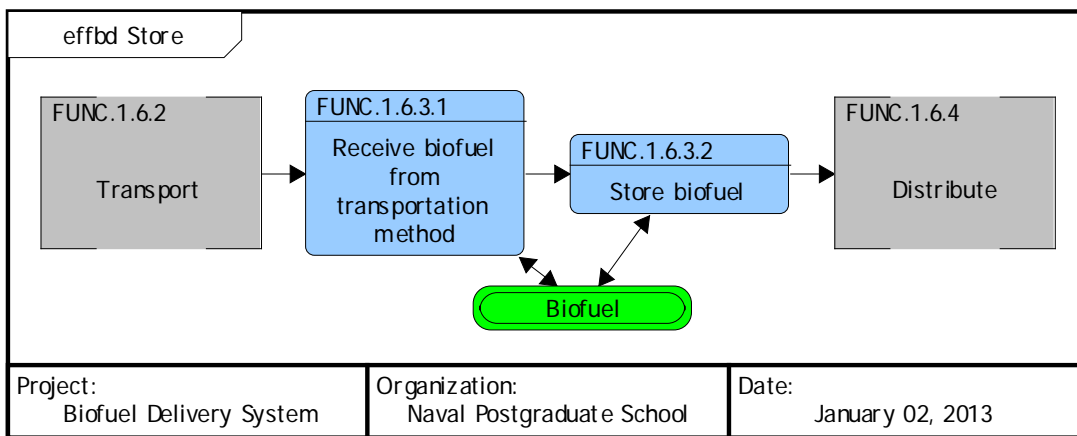 effbd Store
FUNC.1.6.2
Transport
FUNC.1.6.3.1
Receive biofuel
from
transportation
method
FUNC.1.6.3.2
Store biofuel
FUNC.1.6.4
Distribute
Biofuel
Project:
Biofuel Delivery System
Organization:
Naval Postgraduate School
Date:
January 02, 2013